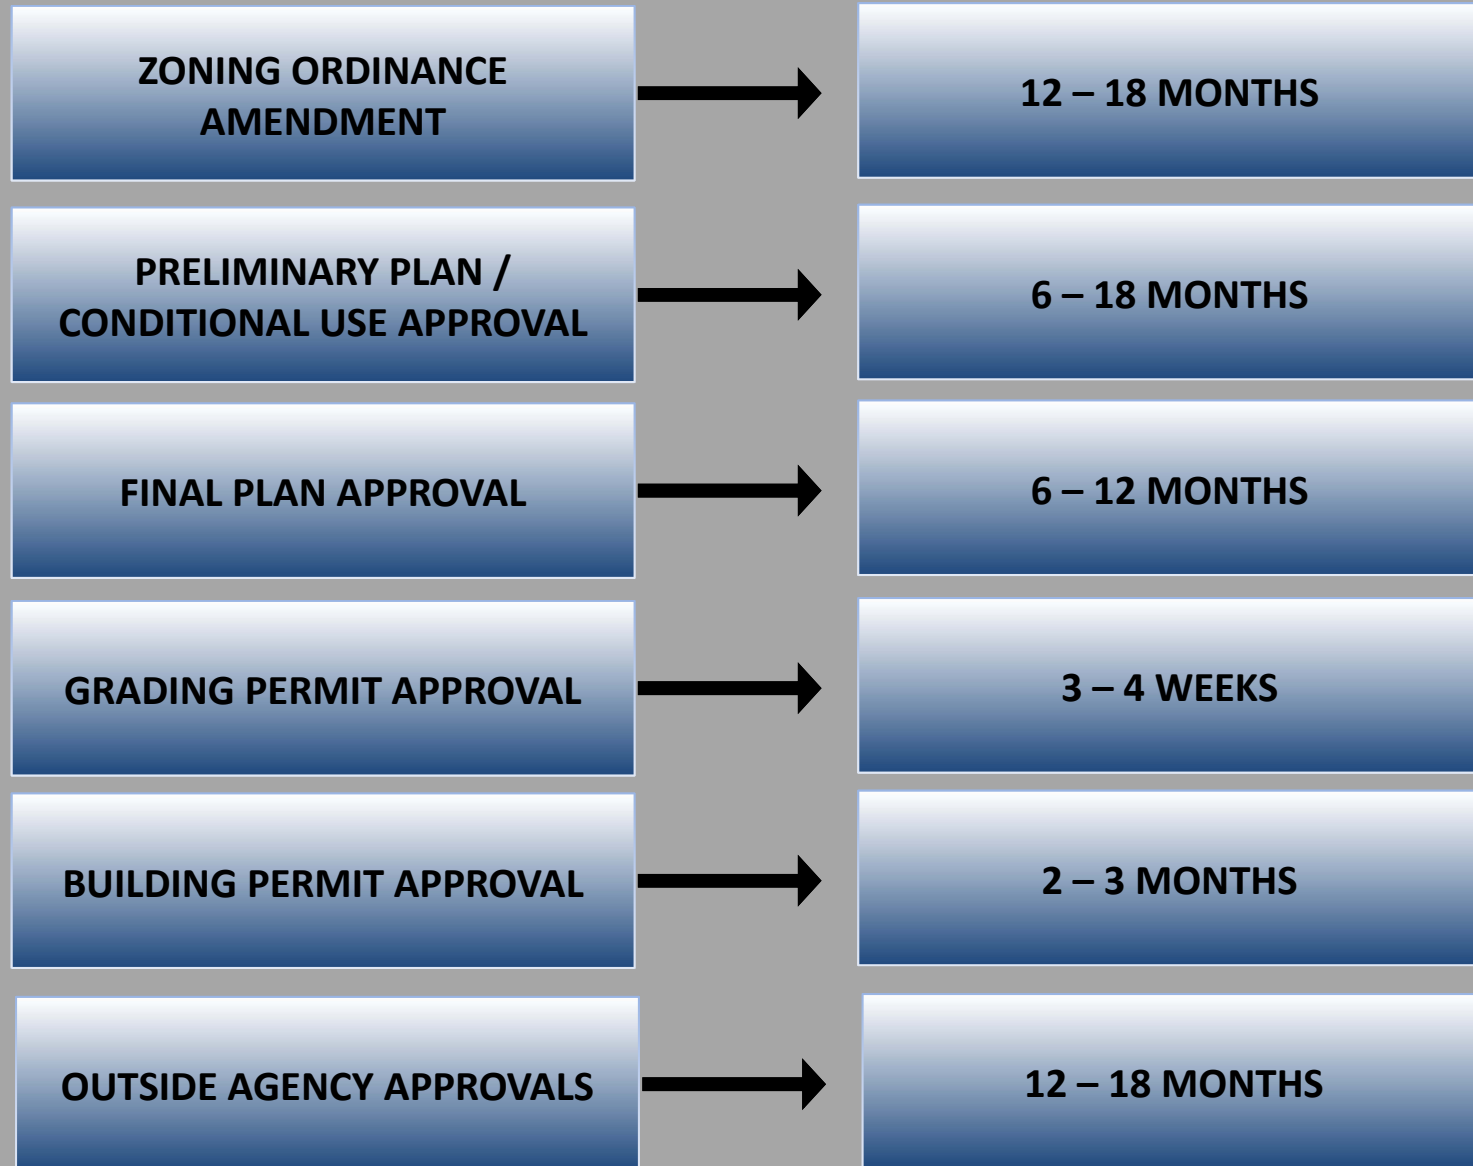 ZONING ORDINANCE
AMENDMENT
12 – 18 MONTHS
PRELIMINARY PLAN /
CONDITIONAL USE APPROVAL
6 – 18 MONTHS
FINAL PLAN APPROVAL
6 – 12 MONTHS
GRADING PERMIT APPROVAL
3 – 4 WEEKS
BUILDING PERMIT APPROVAL
2 – 3 MONTHS
OUTSIDE AGENCY APPROVALS
12 – 18 MONTHS